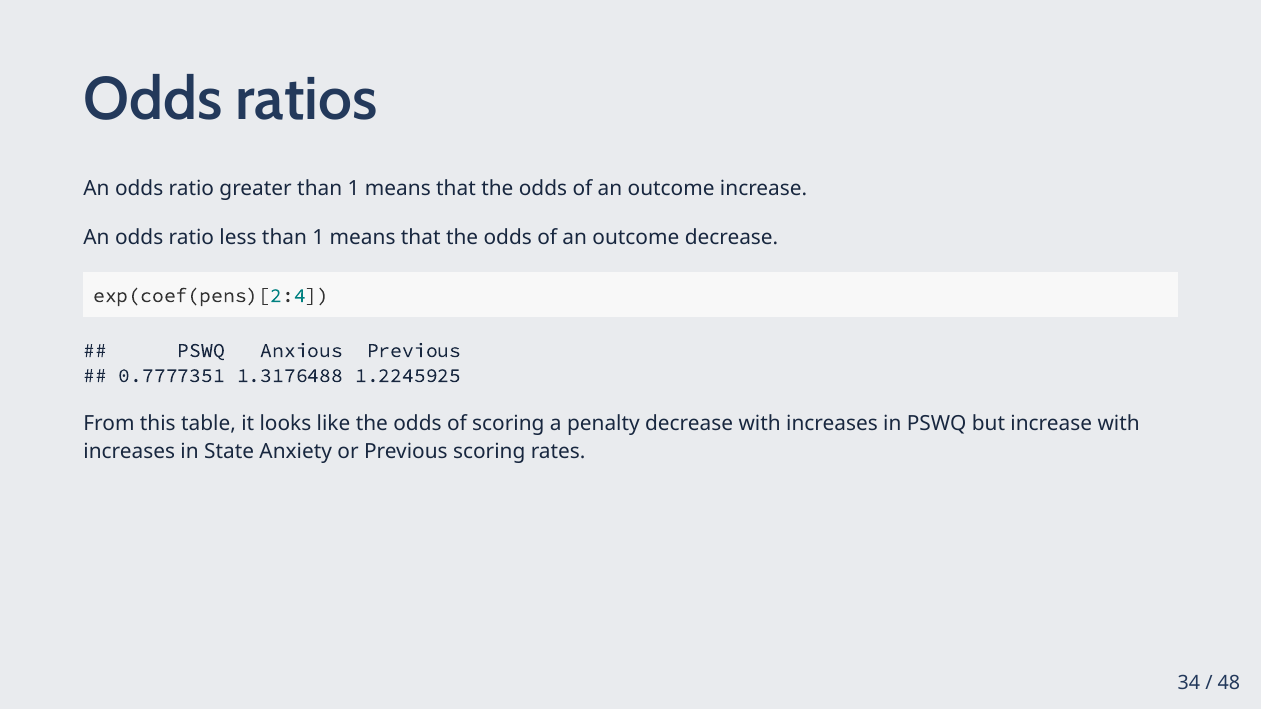 Odds ratios
An odds ratio greater than 1 means that the odds of an outcome increase.
An odds ratio less than 1 means that the odds of an outcome decrease.
exp(coef(pens)[2:4])
##      PSWQ   Anxious  Previous
## 0.7777351 1.3176488 1.2245925
From this table, it looks like the odds of scoring a penalty decrease with increases in PSWQ but increase with
increases in State Anxiety or Previous scoring rates.
34 / 48